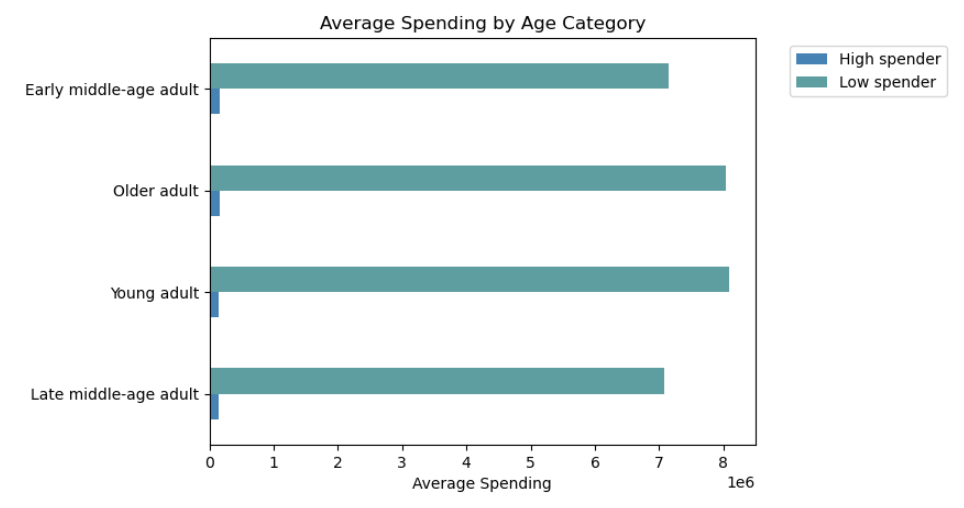 Average Spending by Age Category
High spender
Low spender
Early middle-age adult
Older adult
Young adult
Late middle-age adult
0 1 2 3 4 5 6 7 8
1e6
Average Spending